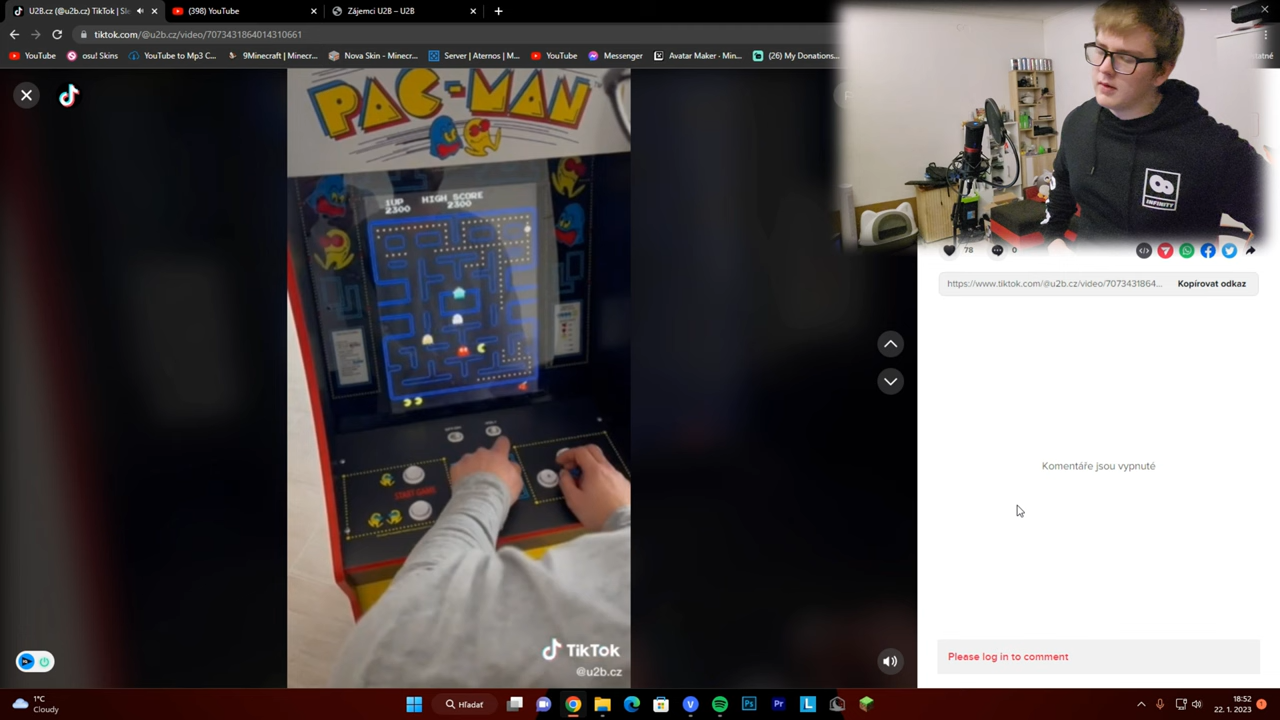 U2B.cz (@u2b.cz) TikTok | Sle
(398) YouTube
Zájemci U2B – U2B
tiktok.com/@u2b.cz/video/7073431864014310661
YouTube
osu! Skins
YouTube to Mp3 C...
9Minecraft | Minecr...
Nova Skin - Minecr...
Server | Aternos | M...
YouTube
Messenger
Avatar Maker - Min...
(26) My Donations...
PAC-MAN
1UP
HIGH SCORE
2300
2300
START GAME
TikTok
@u2b.cz
INFINITY
78
0
https://www.tiktok.com/@u2b.cz/video/7073431864...
Kopírovat odkaz
Komentáře jsou vypnuté
Please log in to comment
1°C
Cloudy
Hľadať
18:52
22. 1. 2023